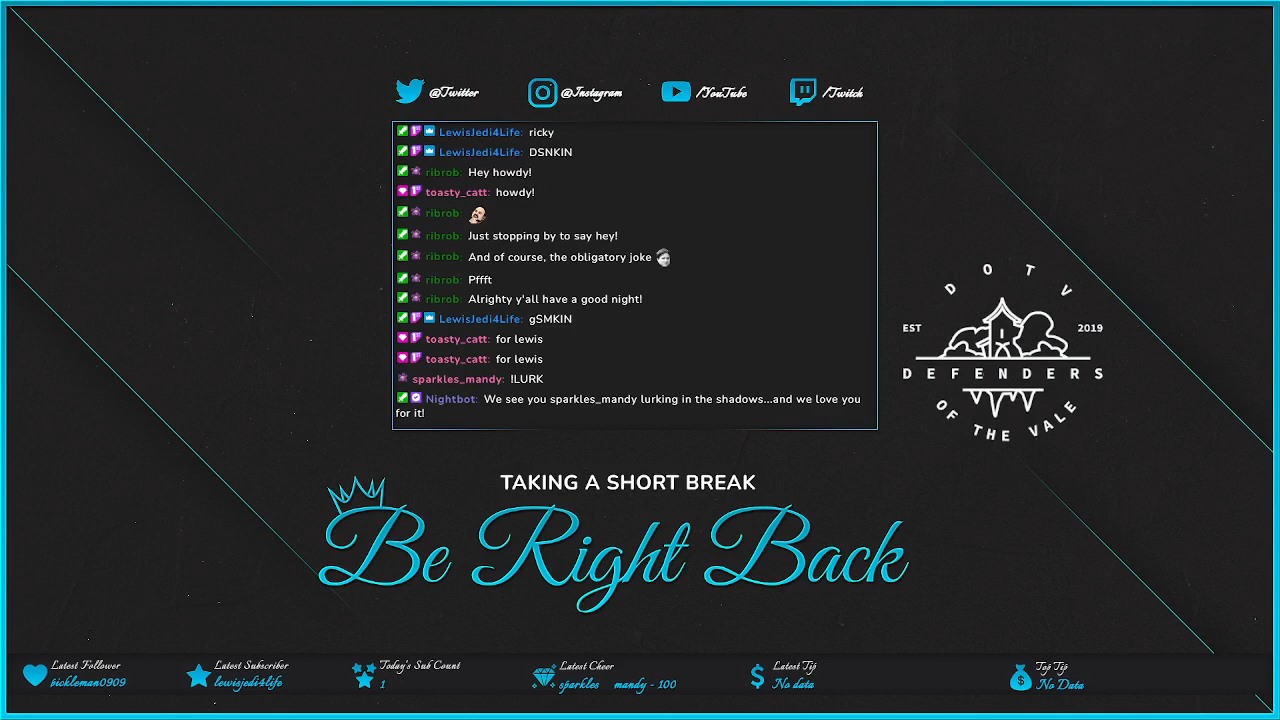 @Twitter @Instagram /YouTube /Twitch
LewisJedi4Life: ricky
LewisJedi4Life: DSNKIN
ribrob: Hey howdy!
toasty_catt: howdy!
ribrob:
ribrob: Just stopping by to say hey!
ribrob: And of course, the obligatory joke
ribrob: Pffft
ribrob: Alrighty y'all have a good night!
LewisJedi4Life: gSMKIN
toasty_catt: for lewis
toasty_catt: for lewis
sparkles_mandy: !LURK
Nightbot: We see you sparkles_mandy lurking in the shadows...and we love you
for it!
DOTV
EST 2019
DEFENDERS
OF THE VALE
TAKING A SHORT BREAK
Be Right Back
Latest Follower
bickleman0909
Latest Subscriber
lewisjedi4life
Today's Sub Count
1
Latest Cheer
sparkles mandy - 100
Latest Tip
No data
Top Tip
No Data